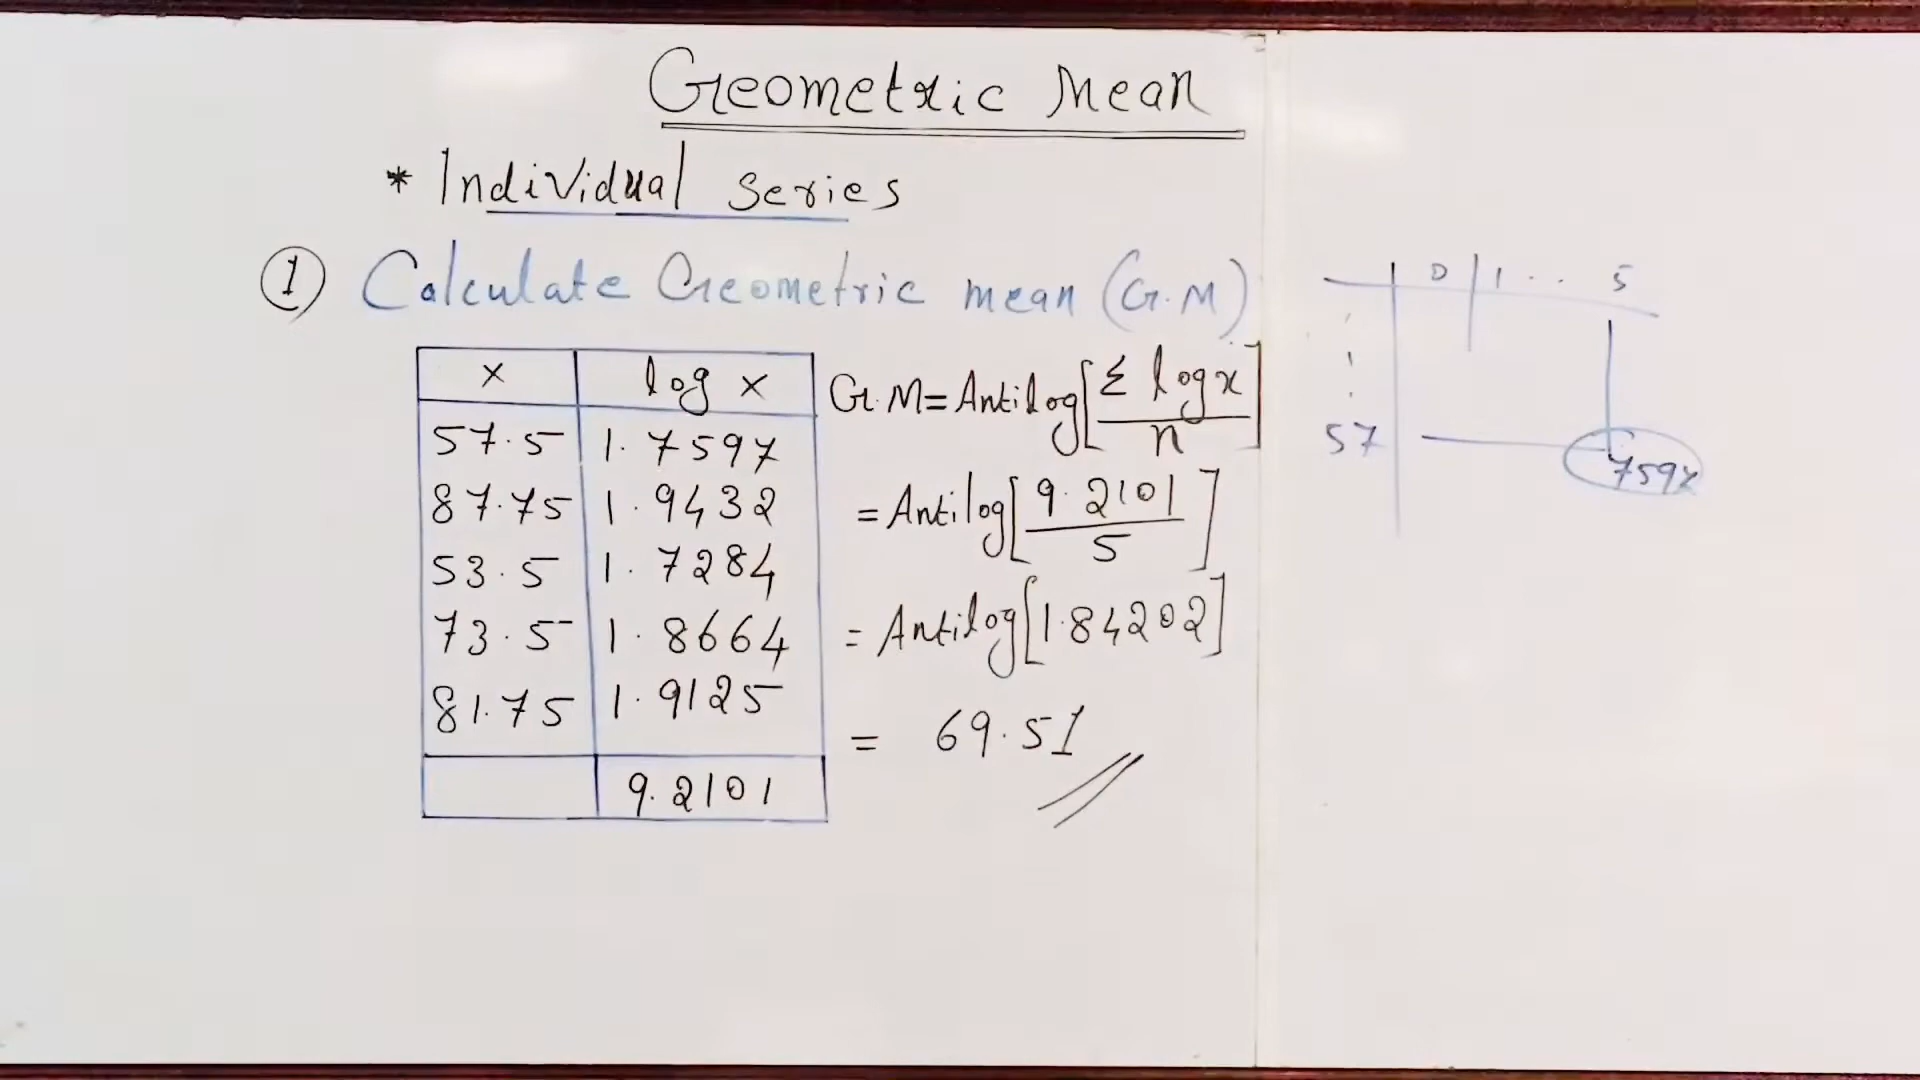 Geometric Mean
* Individual series
① Calculate Geometric mean (G.M)
x log x
57.5 1.7597
87.75 1.9432
53.5 1.7284
73.5 1.8664
81.75 1.9125
9.2101
G.M = Antilog[Σ log x / n]
= Antilog[9.2101 / 5]
= Antilog[1.84202]
= 69.51
0 1 ... 5
57 7597